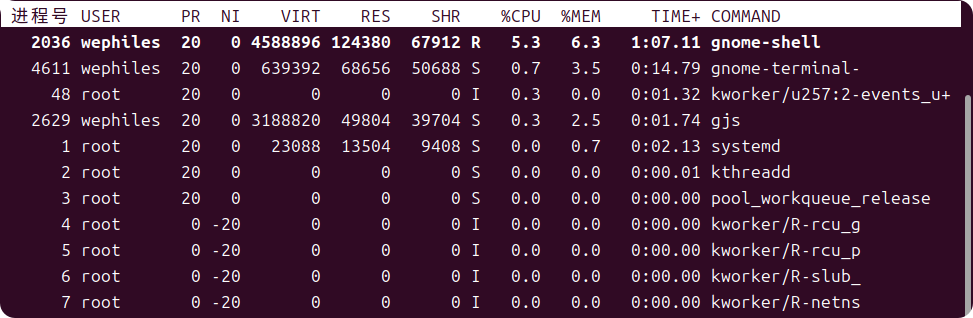 进程号 USER PR NI VIRT RES SHR %CPU %MEM TIME+ COMMAND
2036 wephiles 20 0 4588896 124380 67912 R 5.3 6.3 1:07.11 gnome-shell
4611 wephiles 20 0 639392 68656 50688 S 0.7 3.5 0:14.79 gnome-terminal-
48 root 20 0 0 0 0 I 0.3 0.0 0:01.32 kworker/u257:2-events_u+
2629 wephiles 20 0 3188820 49804 39704 S 0.3 2.5 0:01.74 gjs
1 root 20 0 23088 13504 9408 S 0.0 0.7 0:02.13 systemd
2 root 20 0 0 0 0 S 0.0 0.0 0:00.01 kthreadd
3 root 20 0 0 0 0 S 0.0 0.0 0:00.00 pool_workqueue_release
4 root 0 -20 0 0 0 I 0.0 0.0 0:00.00 kworker/R-rcu_g
5 root 0 -20 0 0 0 I 0.0 0.0 0:00.00 kworker/R-rcu_p
6 root 0 -20 0 0 0 I 0.0 0.0 0:00.00 kworker/R-slub_
7 root 0 -20 0 0 0 I 0.0 0.0 0:00.00 kworker/R-netns